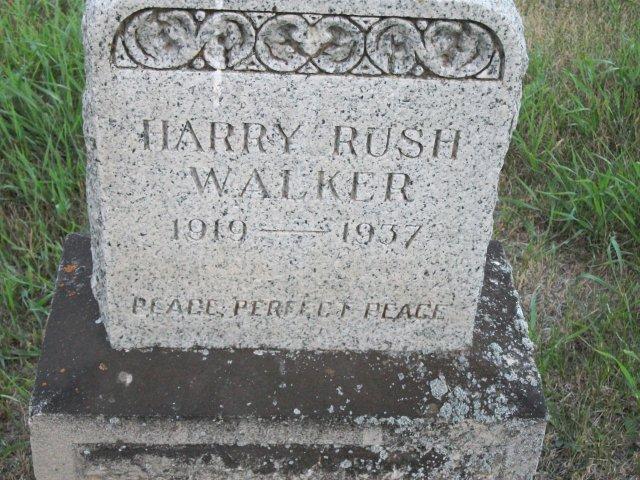 HARRY RUSH
WALKER
1919 — 1937
PEACE, PERFECT PEACE